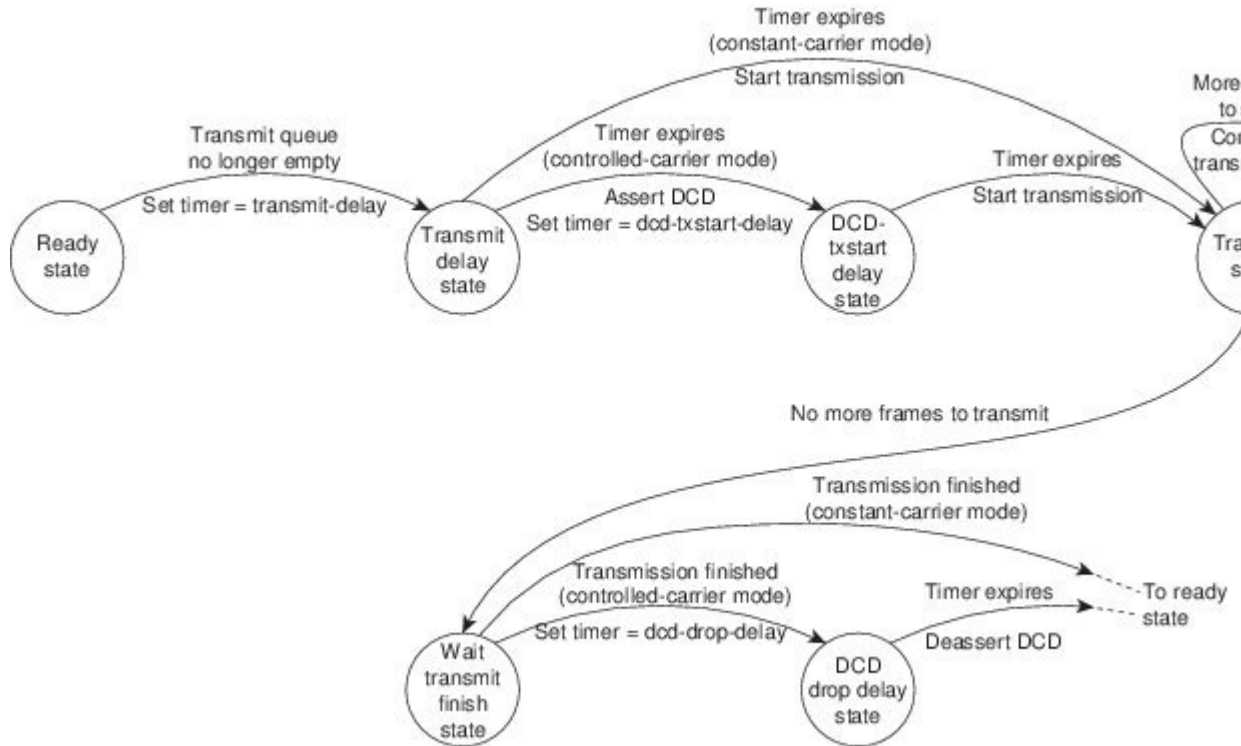 Timer expires
(constant-carrier mode)
Start transmission
More
to
Transmit queue
no longer empty
Set timer = transmit-delay
Timer expires
(controlled-carrier mode)
Assert DCD
Set timer = dcd-txstart-delay
Timer expires
Start transmission
Ready
state
Transmit
delay
state
DCD-
txstart
delay
state
No more frames to transmit
Transmission finished
(constant-carrier mode)
Transmission finished
(controlled-carrier mode)
Set timer = dcd-drop-delay
Timer expires
Deassert DCD
To ready
state
Wait
transmit
finish
state
DCD
drop delay
state